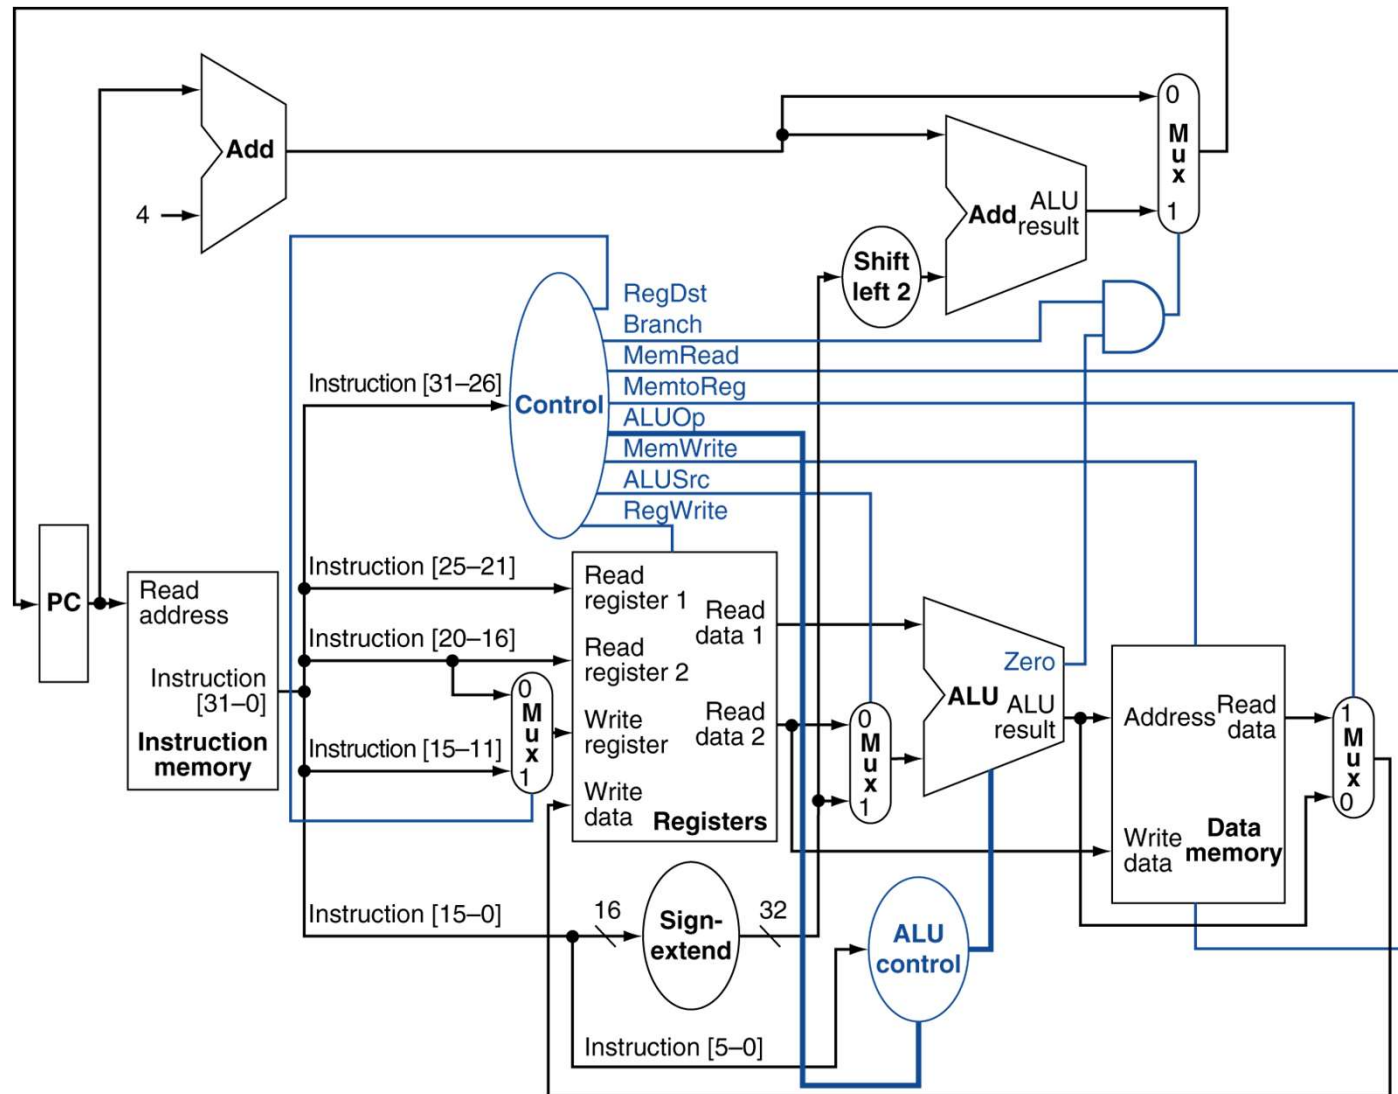 0
M
u
x
1
Add
4
Add
ALU
result
Shift
left 2
RegDst
Branch
MemRead
MemtoReg
ALUOp
MemWrite
ALUSrc
RegWrite
Control
Instruction [31–26]
Instruction [25–21]
Instruction [20–16]
Instruction [15–11]
Instruction [15–0]
Instruction [5–0]
PC
Read
address
Instruction
[31–0]
Instruction
memory
0
M
u
x
1
Read
register 1
Read
register 2
Write
register
Write
data
Read
data 1
Read
data 2
Registers
0
M
u
x
1
Zero
ALU
ALU
result
Address
Read
data
Write
data
Data
memory
1
M
u
x
0
16
Sign-
extend
32
ALU
control